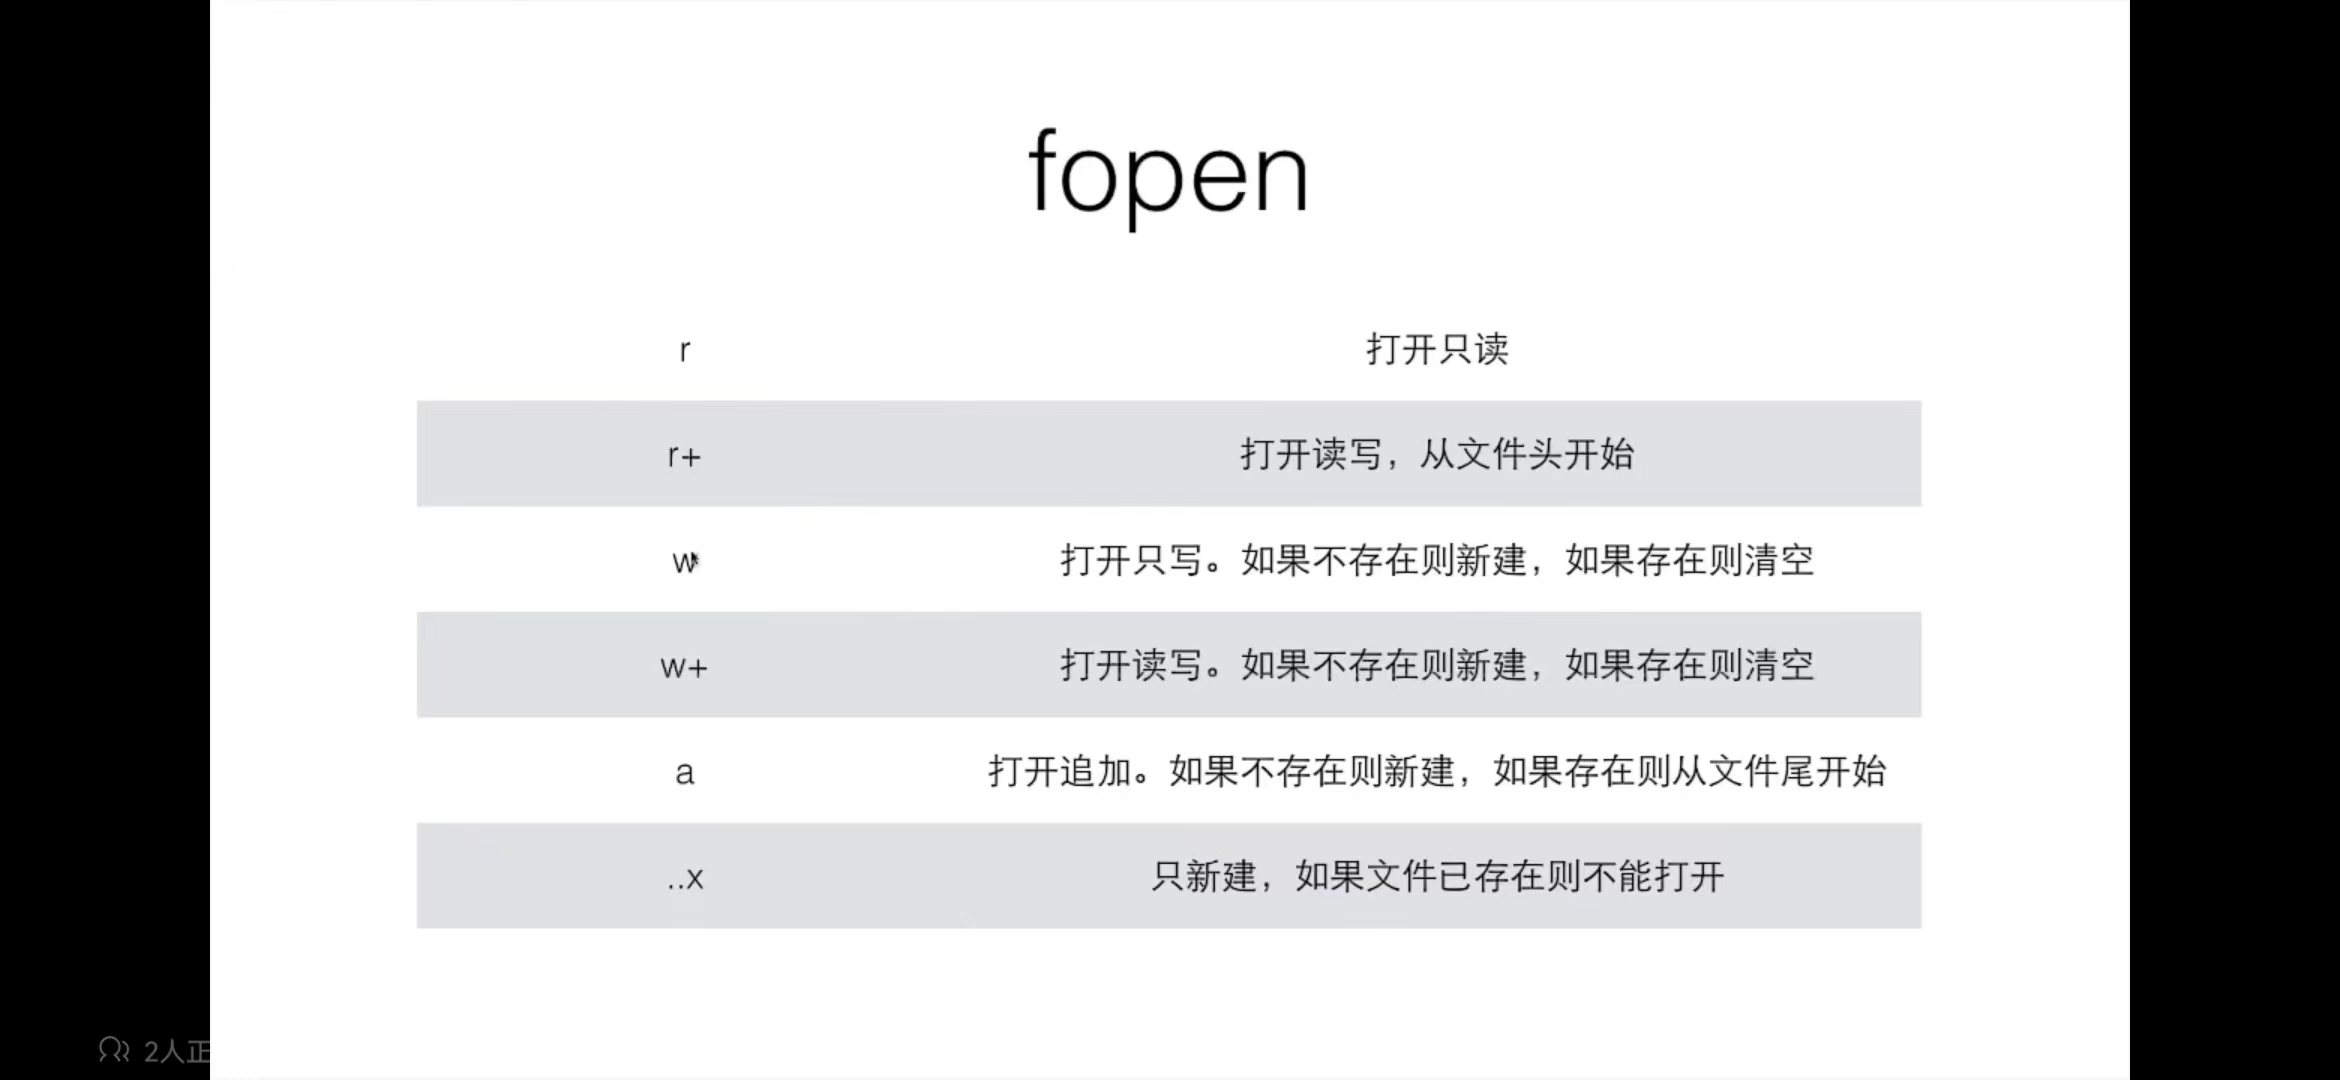 fopen
r 打开只读
r+ 打开读写，从文件头开始
w 打开只写。如果不存在则新建，如果存在则清空
w+ 打开读写。如果不存在则新建，如果存在则清空
a 打开追加。如果不存在则新建，如果存在则从文件尾开始
..x 只新建，如果文件已存在则不能打开
2人正